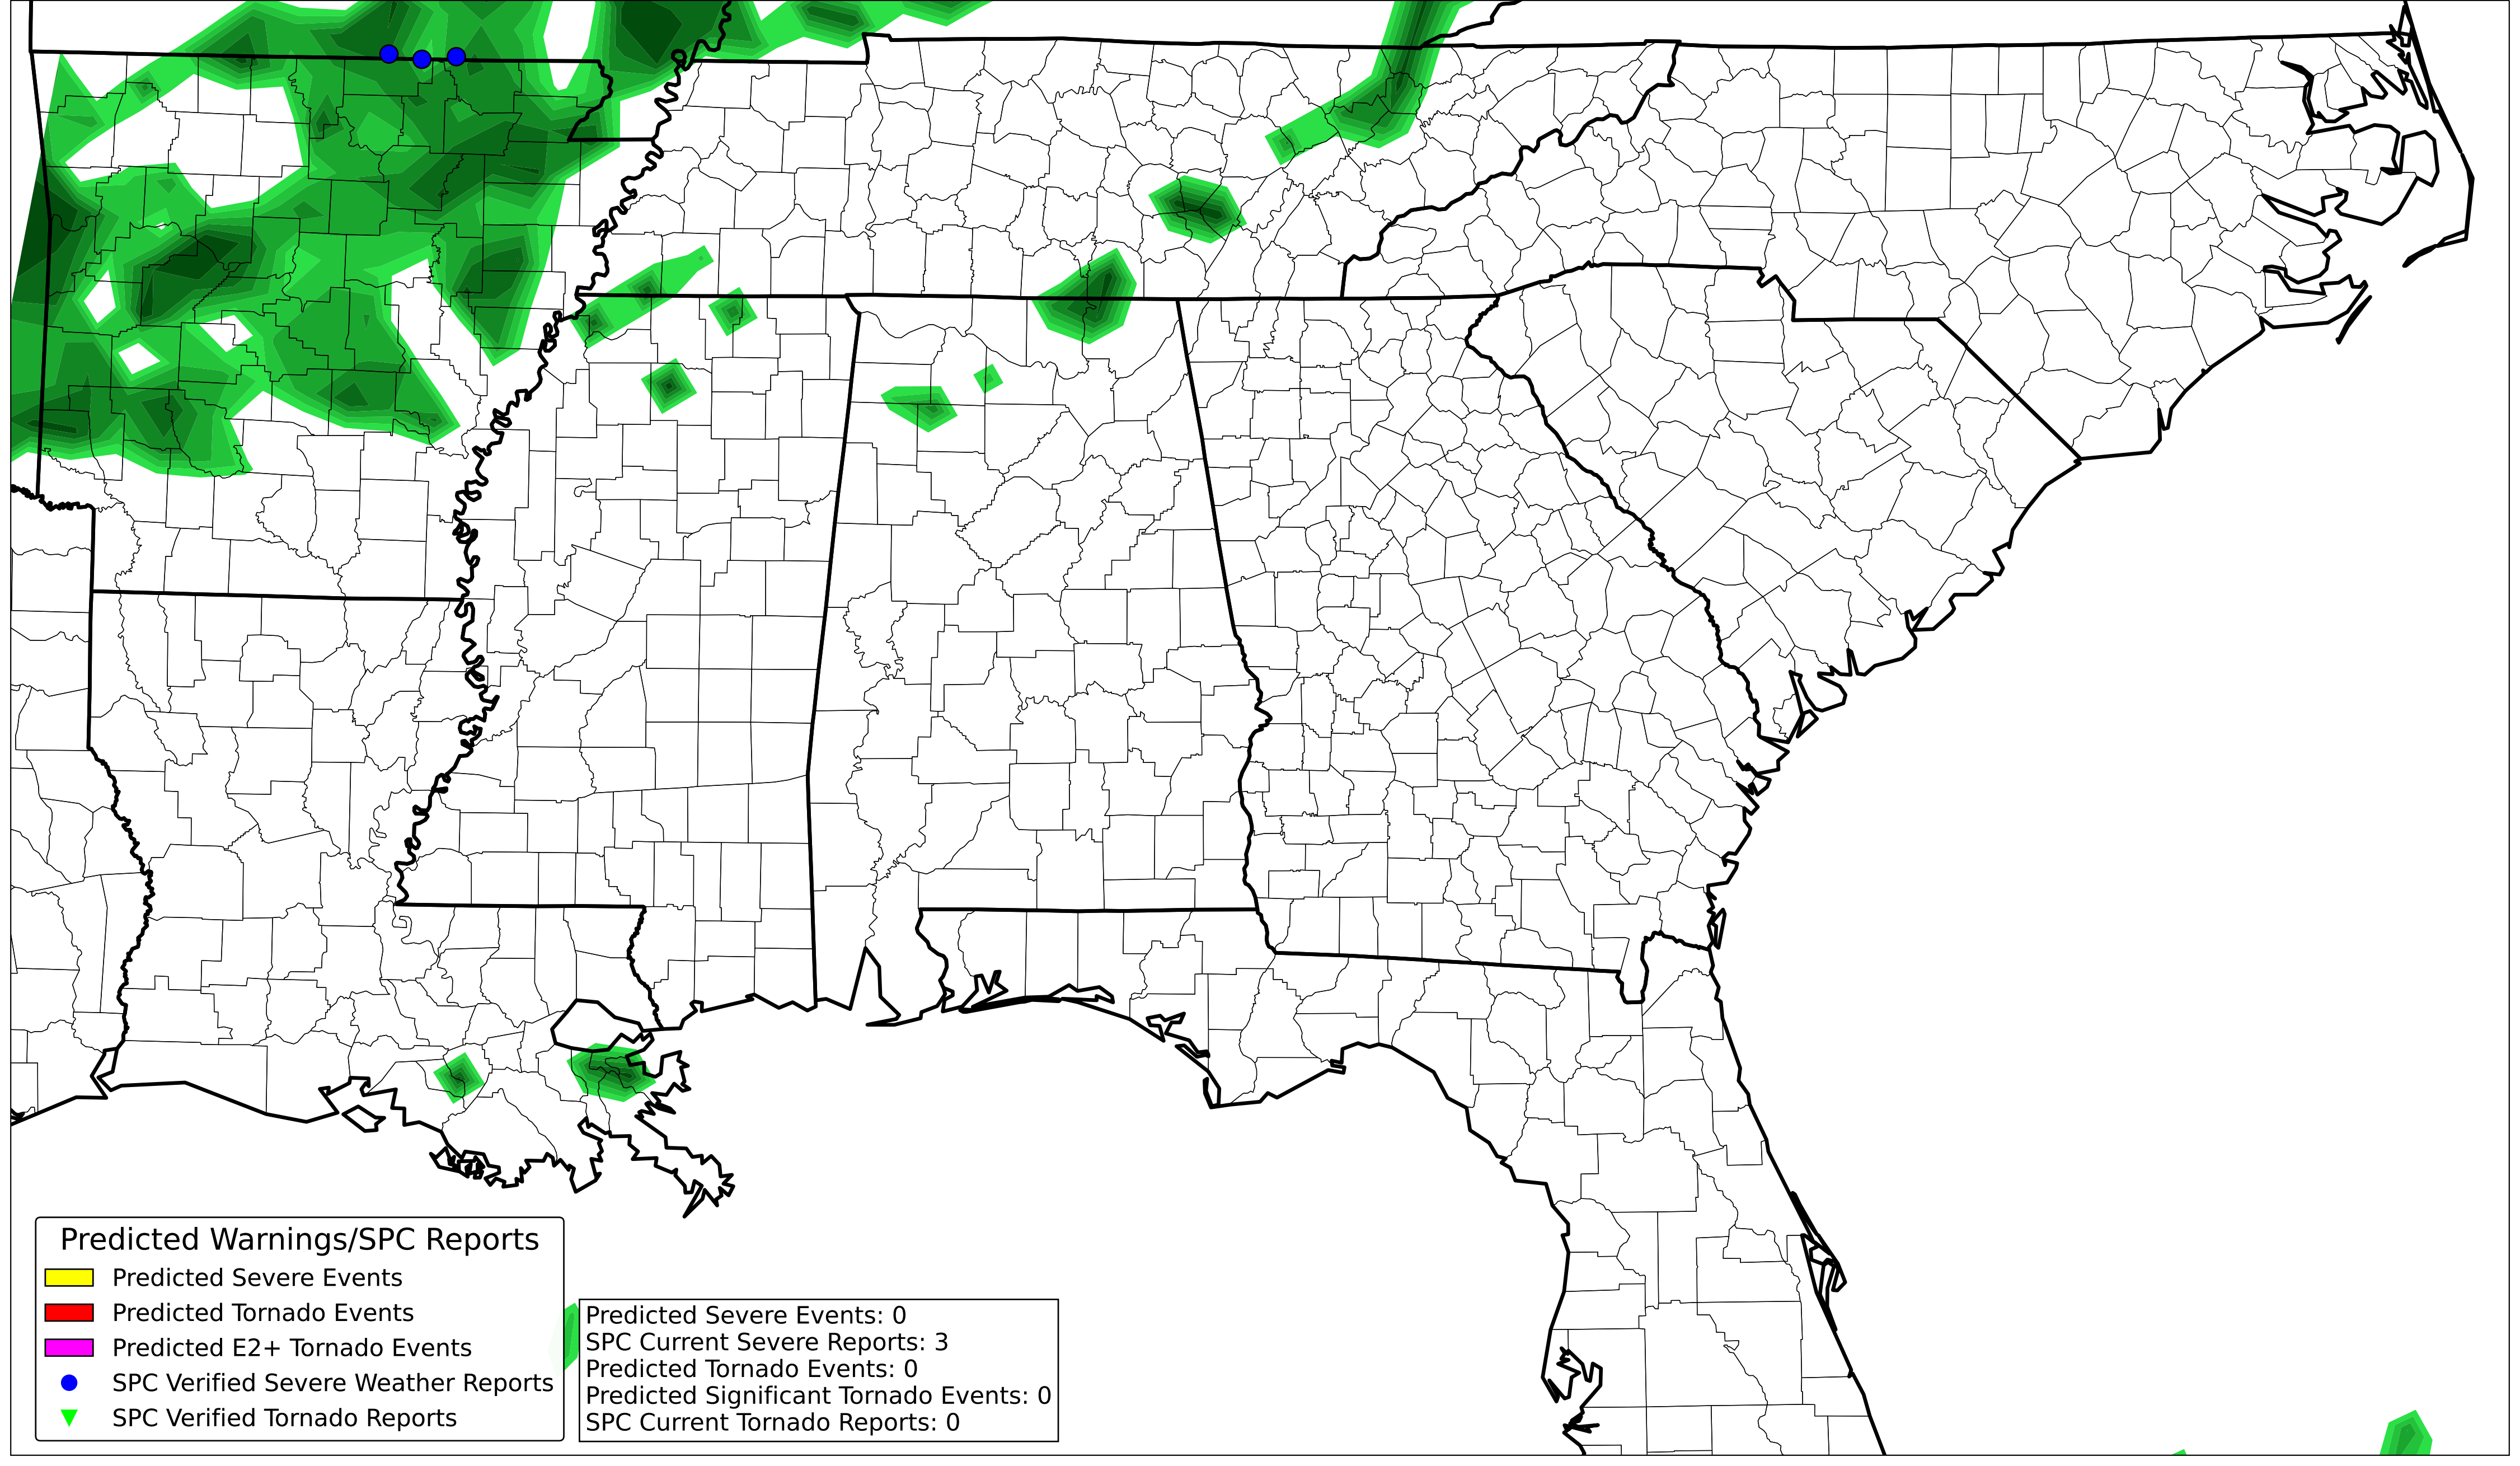 Predicted Warnings/SPC Reports
Predicted Severe Events
Predicted Tornado Events
Predicted E2+ Tornado Events
SPC Verified Severe Weather Reports
SPC Verified Tornado Reports
Predicted Severe Events: 0
SPC Current Severe Reports: 3
Predicted Tornado Events: 0
Predicted Significant Tornado Events: 0
SPC Current Tornado Reports: 0